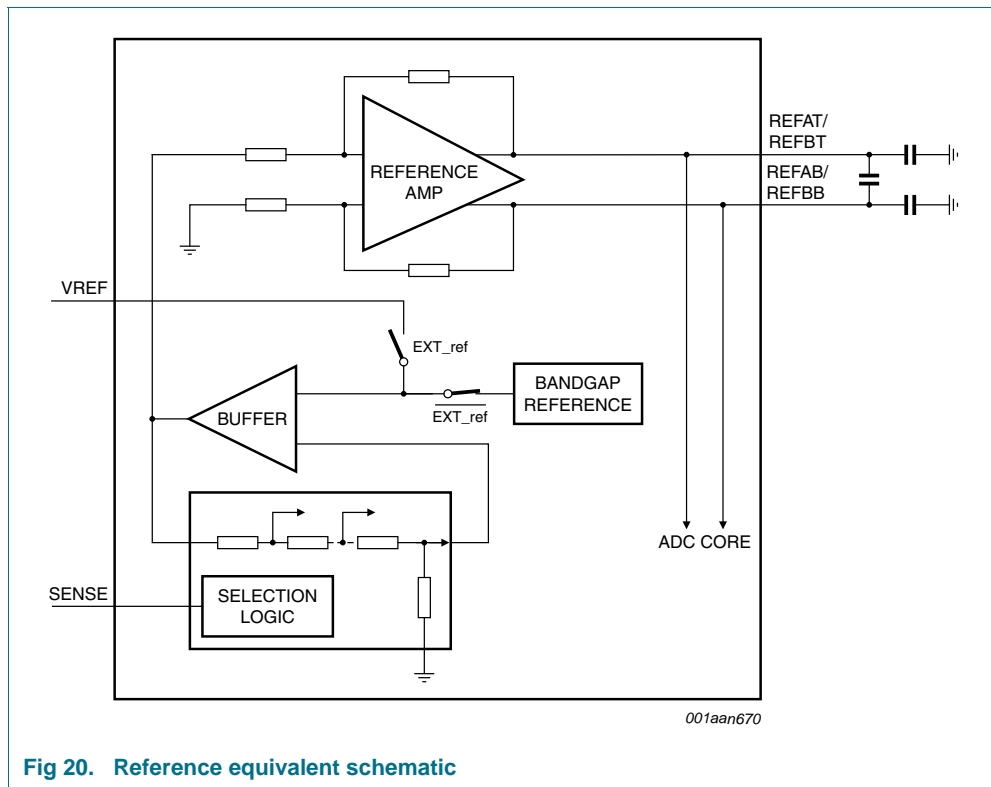 REFERENCE
AMP
REFAT/
REFBT
REFAB/
REFBB
VREF
EXT_ref
BANDGAP
REFERENCE
EXT_ref
BUFFER
ADC CORE
SENSE
SELECTION
LOGIC
001aan670
Fig 20. Reference equivalent schematic